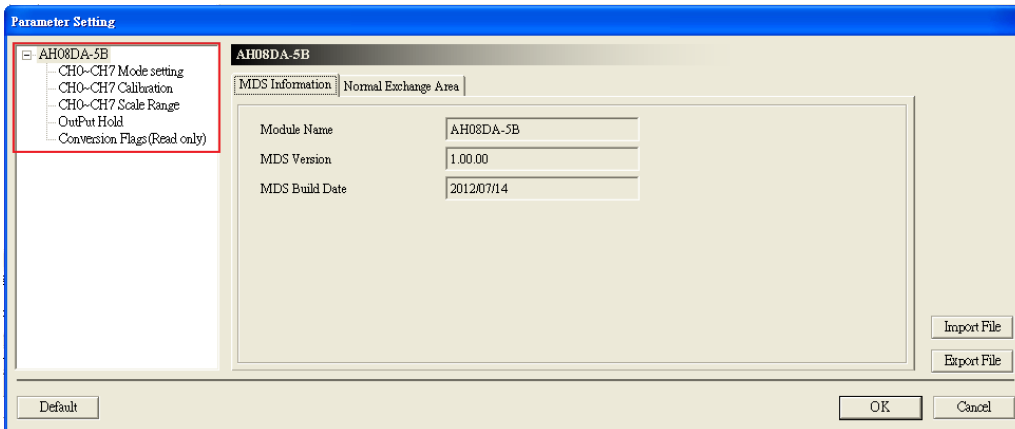 Parameter Setting
AH08DA-5B
CH0~CH7 Mode setting
CH0~CH7 Calibration
CH0~CH7 Scale Range
OutPut Hold
Conversion Flags(Read only)
AH08DA-5B
MDS Information Normal Exchange Area
Module Name AH08DA-5B
MDS Version 1.00.00
MDS Build Date 2012/07/14
Import File
Export File
Default OK Cancel